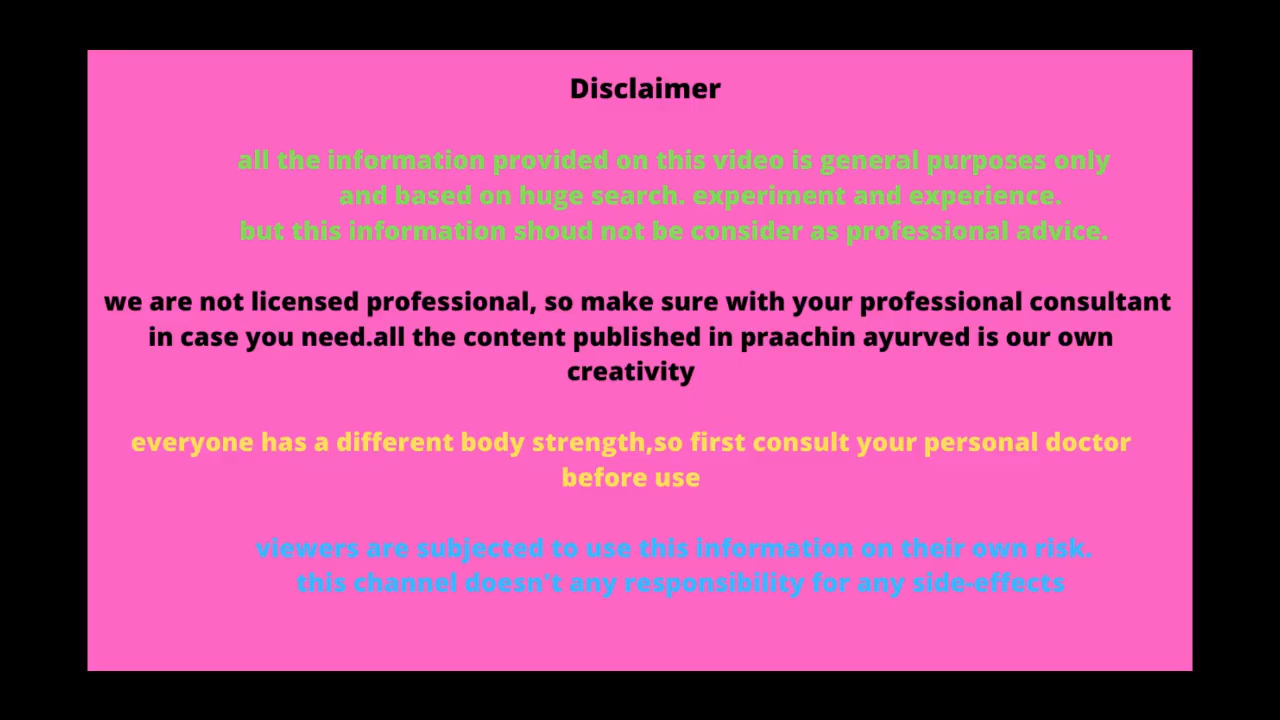 Disclaimer
all the information provided on this video is general purposes only
and based on huge search. experiment and experience.
but this information shoud not be consider as professional advice.
we are not licensed professional, so make sure with your professional consultant
in case you need.all the content published in praachin ayurved is our own
creativity
everyone has a different body strength,so first consult your personal doctor
before use
viewers are subjected to use this information on their own risk.
this channel doesn't any responsibility for any side-effects